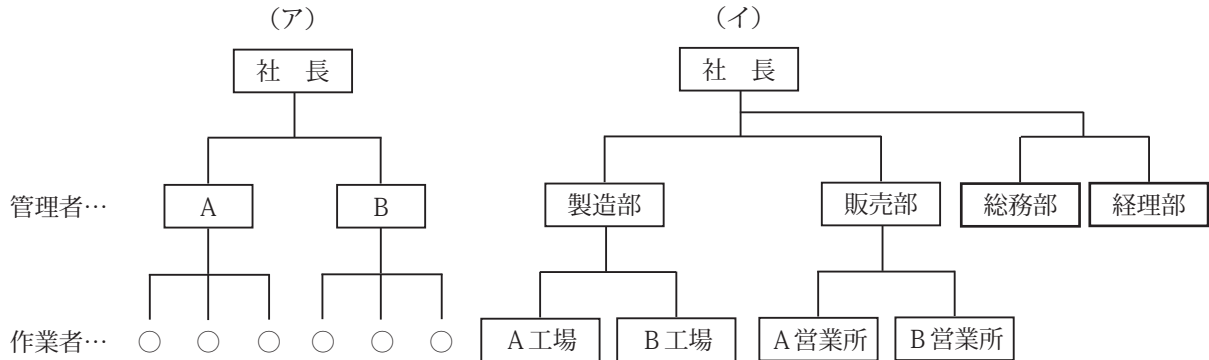 （ア） （イ）
社　長 社　長
管理者… A B 製造部 販売部 総務部 経理部
作業者… ○ ○ ○ ○ ○ ○ A工場 B工場 A営業所 B営業所